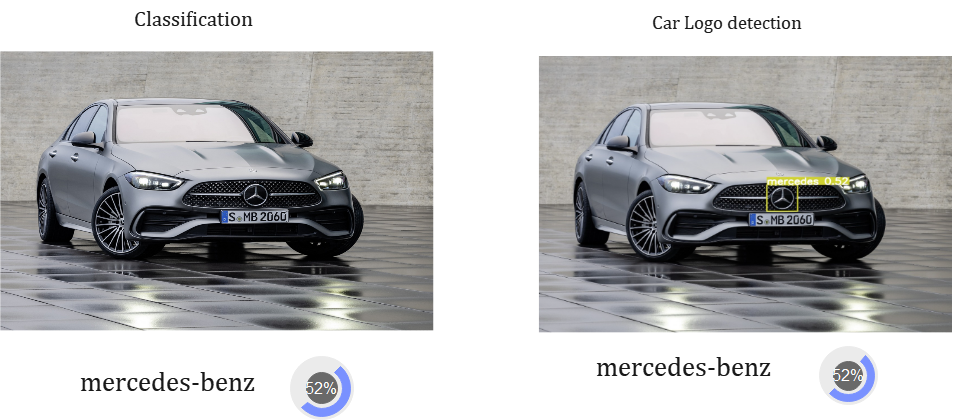 Classification
Car Logo detection
S MB 2060
mercedes 0.52
S MB 2060
mercedes-benz
52%
mercedes-benz
52%